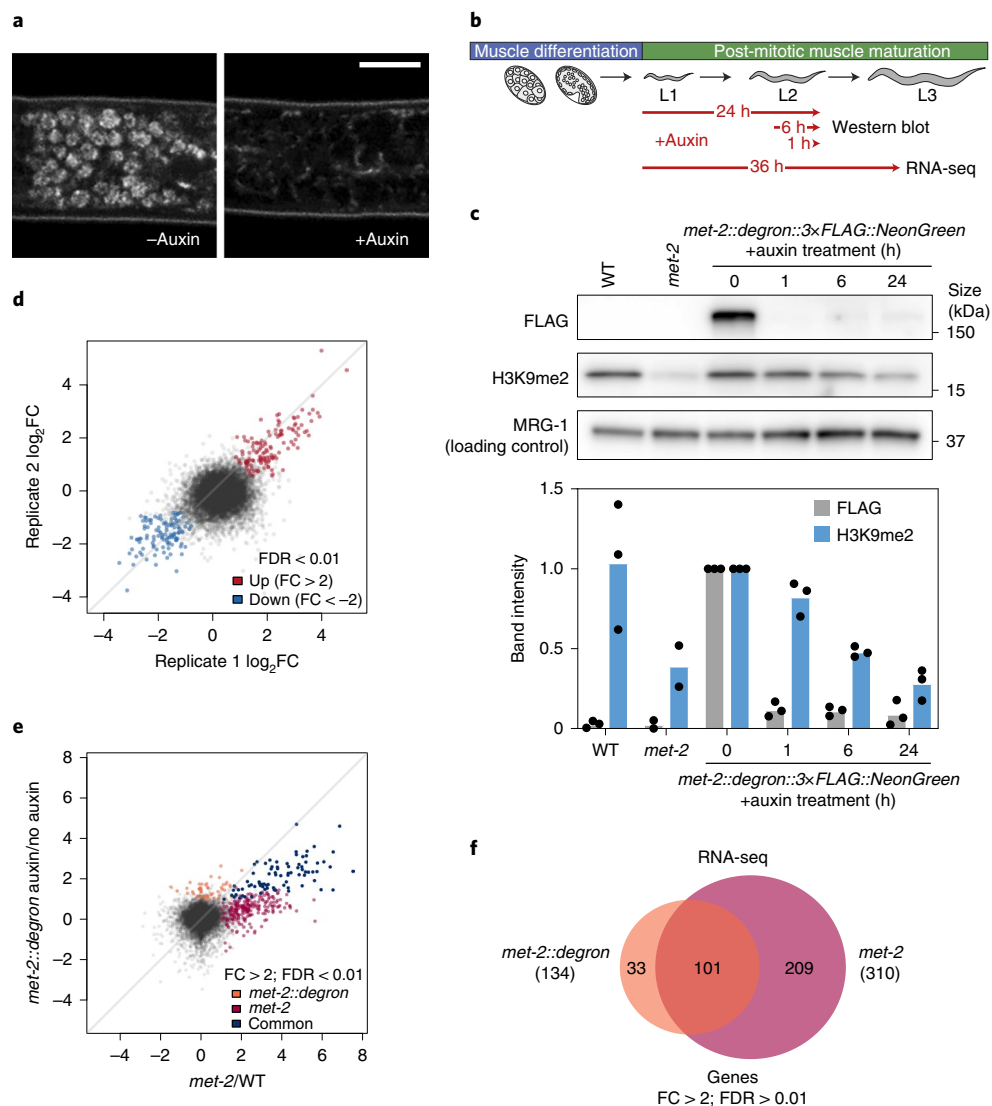 a
–Auxin
+Auxin
b
Muscle differentiation
Post-mitotic muscle maturation
L1
L2
L3
24 h
+Auxin
6 h
1 h
Western blot
36 h
RNA-seq
c
met-2::degron::3×FLAG::NeonGreen
+auxin treatment (h)
WT
met-2
0 1 6 24
Size
(kDa)
FLAG
150
H3K9me2
15
MRG-1
(loading control)
37
1.5
1.0
0.5
0
Band intensity
FLAG
H3K9me2
WT met-2 0 1 6 24
met-2::degron::3×FLAG::NeonGreen
+auxin treatment (h)
d
4
2
0
–2
–4
Replicate 2 log2FC
FDR < 0.01
Up (FC > 2)
Down (FC < –2)
–4 –2 0 2 4
Replicate 1 log2FC
e
8
6
4
2
0
–2
–4
met-2::degron auxin/no auxin
FC > 2; FDR < 0.01
met-2::degron
met-2
Common
–4 –2 0 2 4 6 8
met-2/WT
f
RNA-seq
met-2::degron
(134)
33
101
209
met-2
(310)
Genes
FC > 2; FDR > 0.01